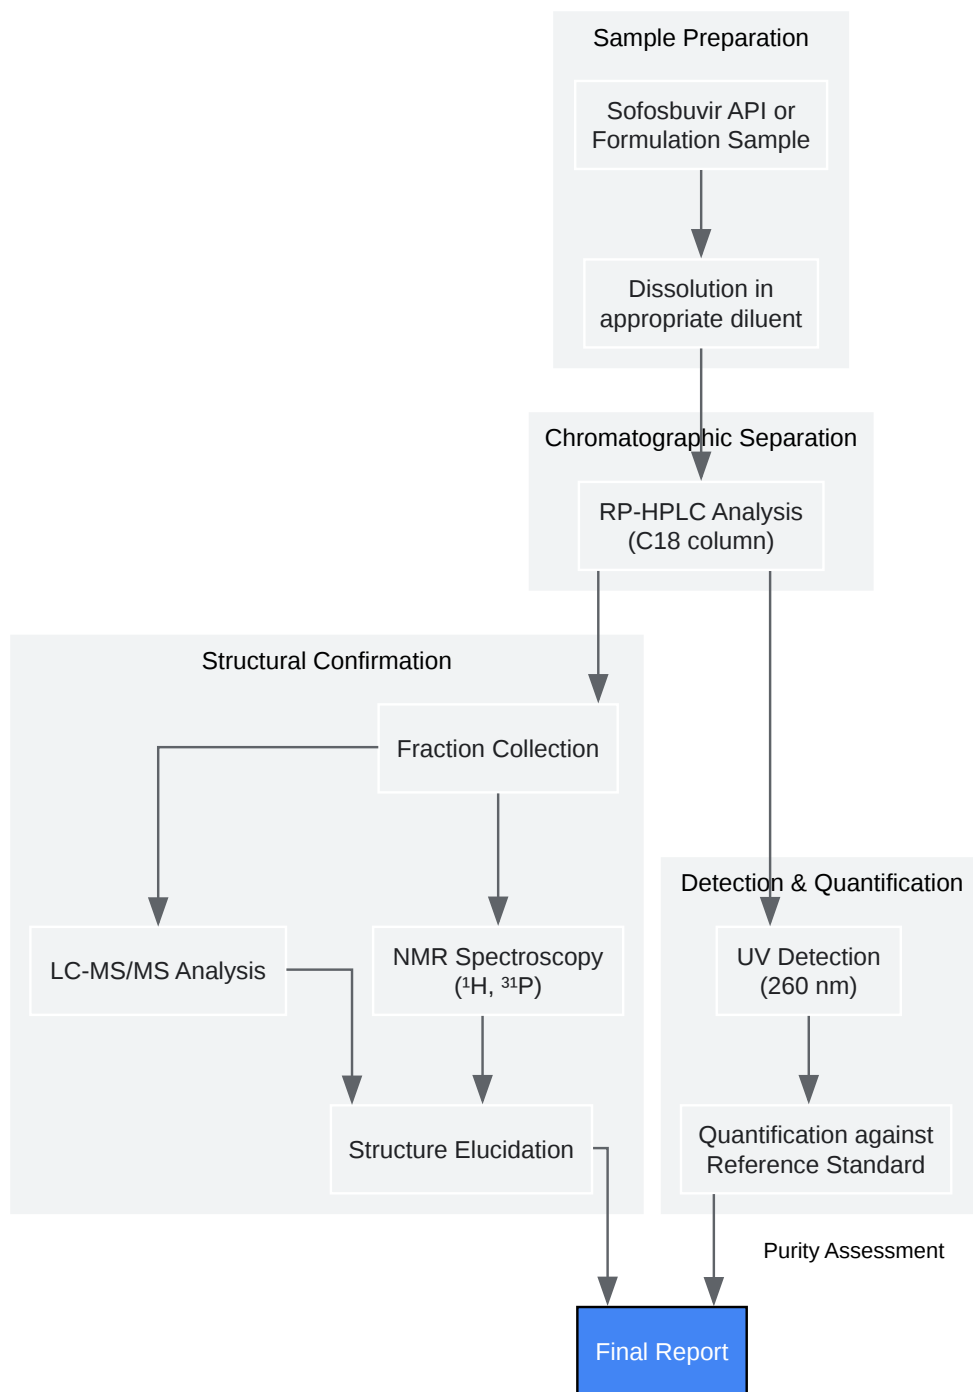 Sample Preparation
Sofosbuvir API or
Formulation Sample
Dissolution in
appropriate diluent
Chromatographic Separation
RP-HPLC Analysis
(C18 column)
Structural Confirmation
Fraction Collection
Detection & Quantification
LC-MS/MS Analysis
NMR Spectroscopy
(¹H, ³¹P)
UV Detection
(260 nm)
Structure Elucidation
Quantification against
Reference Standard
Purity Assessment
Final Report